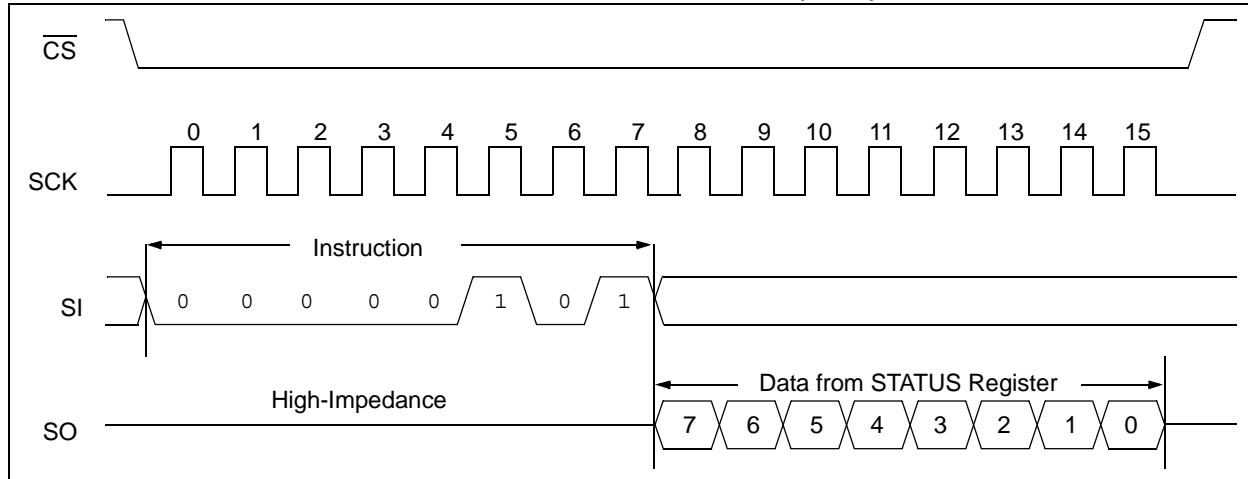 CS
0 1 2 3 4 5 6 7 8 9 10 11 12 13 14 15
SCK
Instruction
SI 0 0 0 0 0 1 0 1
Data from STATUS Register
High-Impedance
SO 7 6 5 4 3 2 1 0